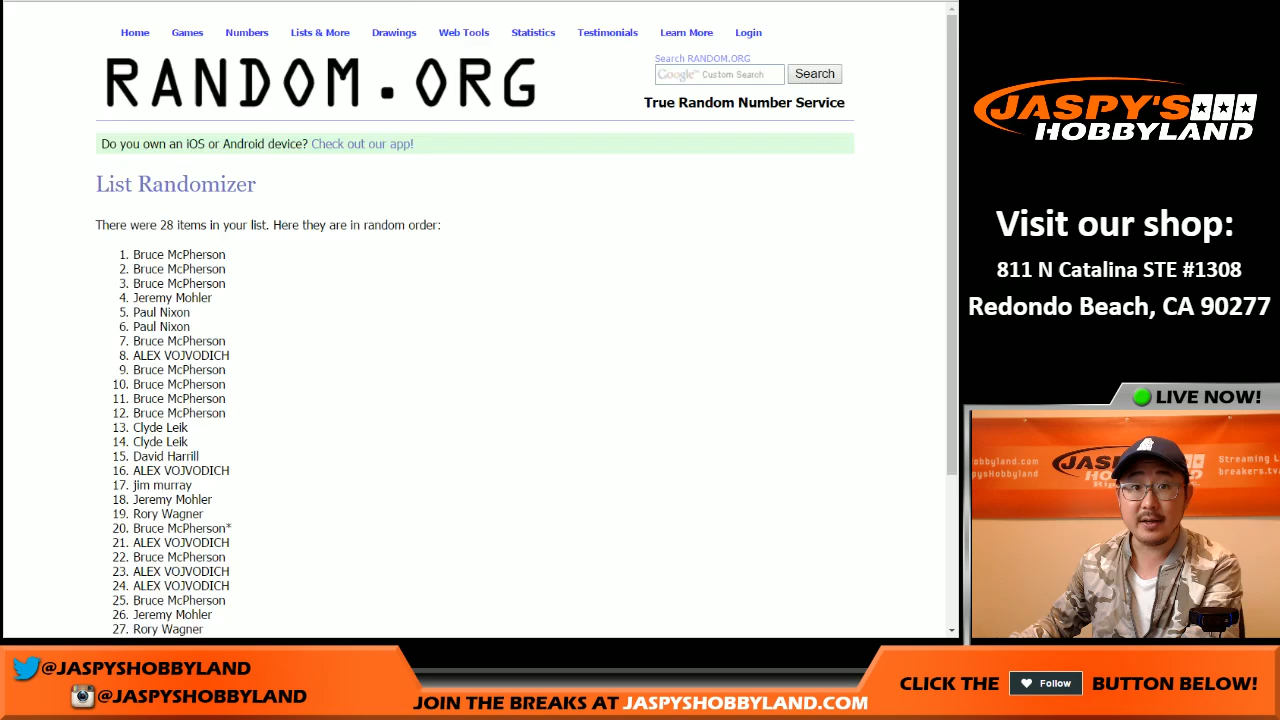 Home Games Numbers Lists & More Drawings Web Tools Statistics Testimonials Learn More Login
RANDOM.ORG
Search RANDOM.ORG
Google™ Custom Search Search
True Random Number Service
Do you own an iOS or Android device? Check out our app!
List Randomizer
There were 28 items in your list. Here they are in random order:
1. Bruce McPherson
2. Bruce McPherson
3. Bruce McPherson
4. Jeremy Mohler
5. Paul Nixon
6. Paul Nixon
7. Bruce McPherson
8. ALEX VOJVODICH
9. Bruce McPherson
10. Bruce McPherson
11. Bruce McPherson
12. Bruce McPherson
13. Clyde Leik
14. Clyde Leik
15. David Harrill
16. ALEX VOJVODICH
17. jim murray
18. Jeremy Mohler
19. Rory Wagner
20. Bruce McPherson*
21. ALEX VOJVODICH
22. Bruce McPherson
23. ALEX VOJVODICH
24. ALEX VOJVODICH
25. Bruce McPherson
26. Jeremy Mohler
27. Rory Wagner
JASPY'S
HOBBYLAND
Visit our shop:
811 N Catalina STE #1308
Redondo Beach, CA 90277
LIVE NOW!
Streaming
@JASPYSHOBBYLAND
@JASPYSHOBBYLAND
JOIN THE BREAKS AT JASPYSHOBBYLAND.COM
CLICK THE Follow BUTTON BELOW!